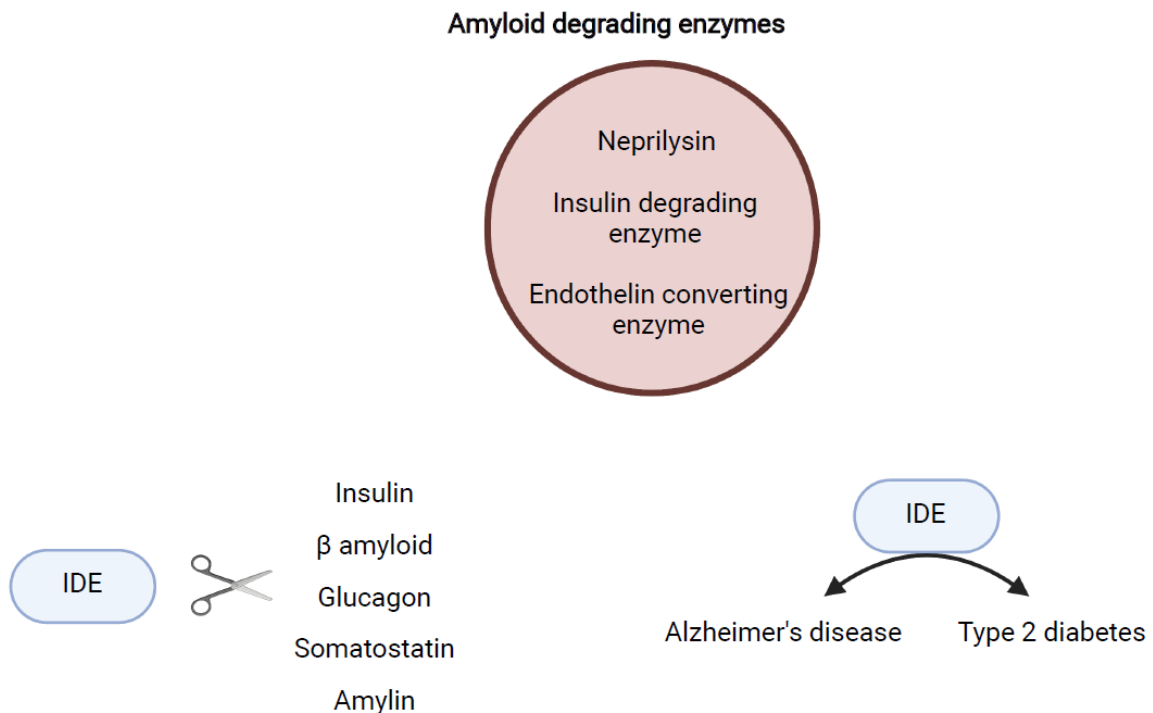 Amyloid degrading enzymes
Neprilysin
Insulin degrading
enzyme
Endothelin converting
enzyme
IDE
Insulin
β amyloid
Glucagon
Somatostatin
Amylin
IDE
Alzheimer's disease
Type 2 diabetes